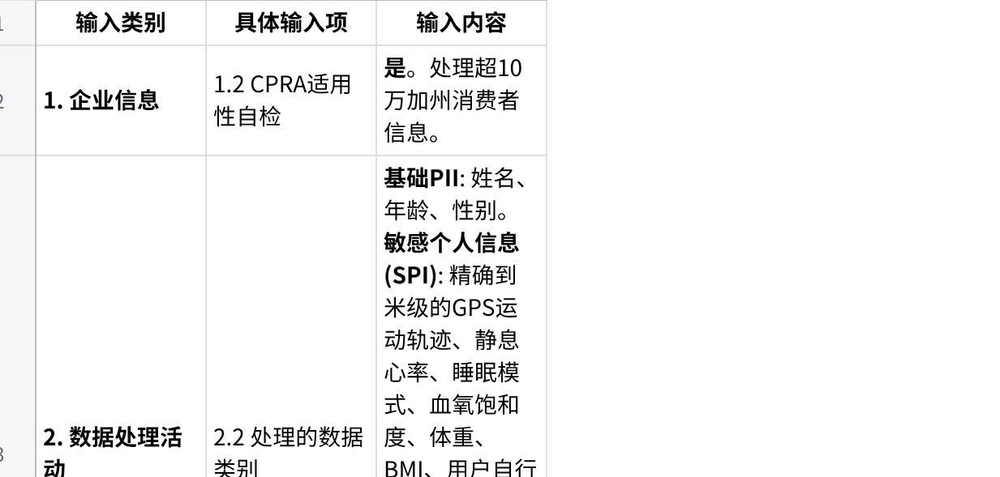 输入类别 具体输入项 输入内容
1
2
1. 企业信息
1.2 CPRA适用
性自检
是。处理超10
万加州消费者
信息。
3
2. 数据处理活
动
2.2 处理的数据
类别
基础PII: 姓名、
年龄、性别。
敏感个人信息
(SPI): 精确到
米级的GPS运
动轨迹、静息
心率、睡眠模
式、血氧饱和
度、体重、
BMI、用户自行